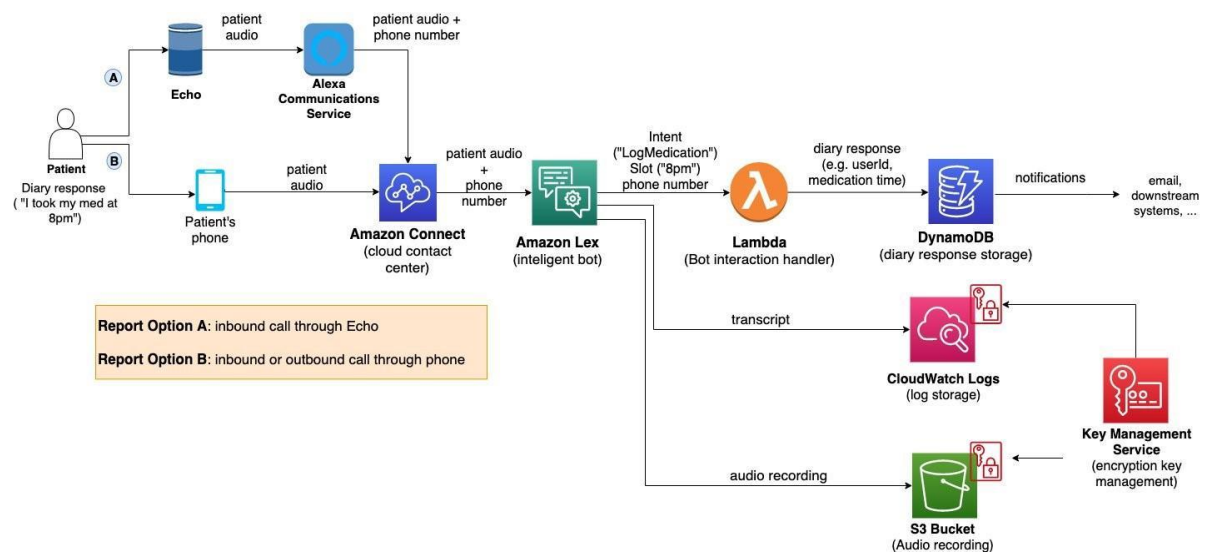 patient
audio
patient audio +
phone number
A
Echo
Alexa
Communications
Service
B
Patient
Diary response
( "I took my med at
8pm")
Patient's
phone
patient
audio
Amazon Connect
(cloud contact
center)
patient audio
+
phone
number
Amazon Lex
(inteligent bot)
Intent
("LogMedication")
Slot ("8pm")
phone number
Lambda
(Bot interaction handler)
diary response
(e.g. userId,
medication time)
DynamoDB
(diary response storage)
notifications
email,
downstream
systems, ...
Report Option A: inbound call through Echo
Report Option B: inbound or outbound call through phone
transcript
CloudWatch Logs
(log storage)
Key Management
Service
(encryption key
management)
audio recording
S3 Bucket
(Audio recording)